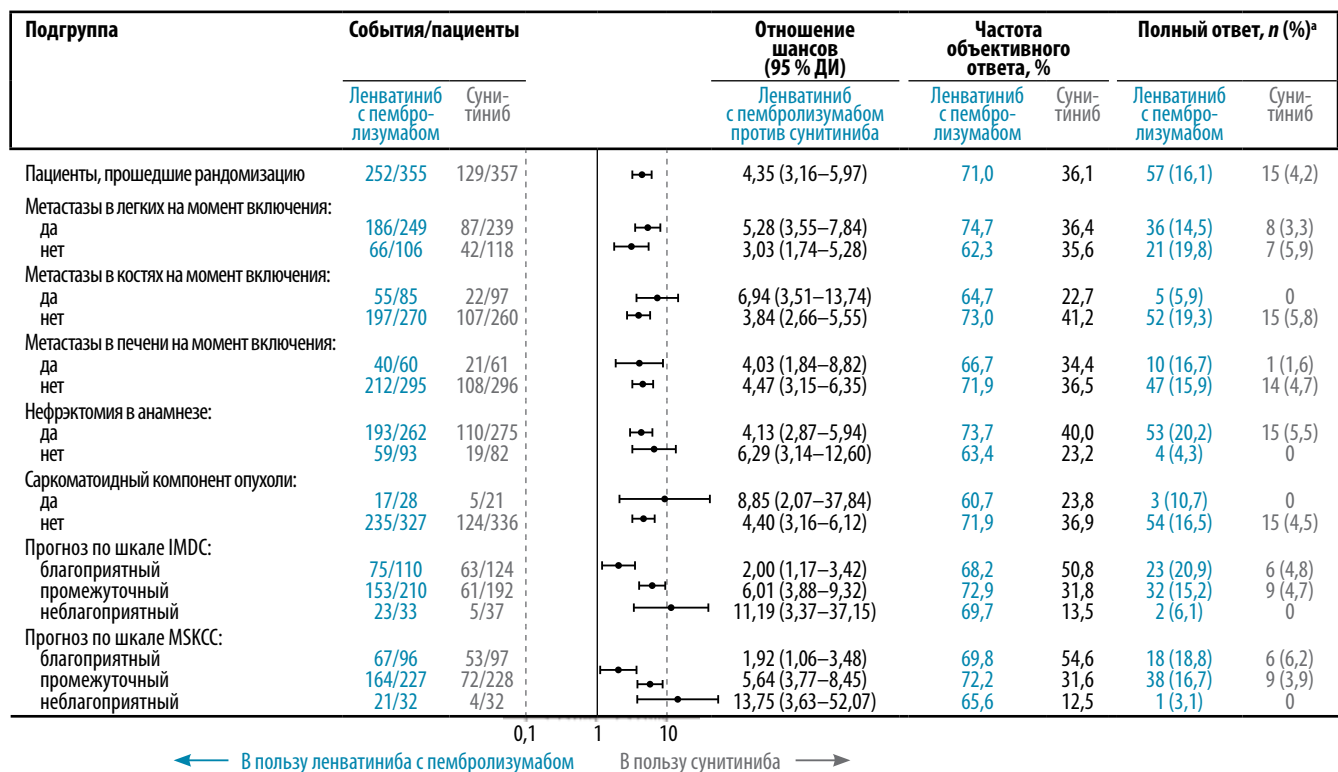 Подгруппа События/пациенты Отношение шансов (95 % ДИ) Частота объективного ответа, % Полный ответ, n (%)ᵃ
Ленватиниб с пембро-лизумабом Суни-тиниб Ленватиниб с пембролизумабом против сунитиниба Ленватиниб с пембро-лизумабом Суни-тиниб Ленватиниб с пембро-лизумабом Суни-тиниб
Пациенты, прошедшие рандомизацию 252/355 129/357 4,35 (3,16–5,97) 71,0 36,1 57 (16,1) 15 (4,2)
Метастазы в легких на момент включения:
да 186/249 87/239 5,28 (3,55–7,84) 74,7 36,4 36 (14,5) 8 (3,3)
нет 66/106 42/118 3,03 (1,74–5,28) 62,3 35,6 21 (19,8) 7 (5,9)
Метастазы в костях на момент включения:
да 55/85 22/97 6,94 (3,51–13,74) 64,7 22,7 5 (5,9) 0
нет 197/270 107/260 3,84 (2,66–5,55) 73,0 41,2 52 (19,3) 15 (5,8)
Метастазы в печени на момент включения:
да 40/60 21/61 4,03 (1,84–8,82) 66,7 34,4 10 (16,7) 1 (1,6)
нет 212/295 108/296 4,47 (3,15–6,35) 71,9 36,5 47 (15,9) 14 (4,7)
Нефрэктомия в анамнезе:
да 193/262 110/275 4,13 (2,87–5,94) 73,7 40,0 53 (20,2) 15 (5,5)
нет 59/93 19/82 6,29 (3,14–12,60) 63,4 23,2 4 (4,3) 0
Саркоматоидный компонент опухоли:
да 17/28 5/21 8,85 (2,07–37,84) 60,7 23,8 3 (10,7) 0
нет 235/327 124/336 4,40 (3,16–6,12) 71,9 36,9 54 (16,5) 15 (4,5)
Прогноз по шкале IMDC:
благоприятный 75/110 63/124 2,00 (1,17–3,42) 68,2 50,8 23 (20,9) 6 (4,8)
промежуточный 153/210 61/192 6,01 (3,88–9,32) 72,9 31,8 32 (15,2) 9 (4,7)
неблагоприятный 23/33 5/37 11,19 (3,37–37,15) 69,7 13,5 2 (6,1) 0
Прогноз по шкале MSKCC:
благоприятный 67/96 53/97 1,92 (1,06–3,48) 69,8 54,6 18 (18,8) 6 (6,2)
промежуточный 164/227 72/228 5,64 (3,77–8,45) 72,2 31,6 38 (16,7) 9 (3,9)
неблагоприятный 21/32 4/32 13,75 (3,63–52,07) 65,6 12,5 1 (3,1) 0
0,1 1 10
В пользу ленватиниба с пембролизумабом В пользу сунитиниба